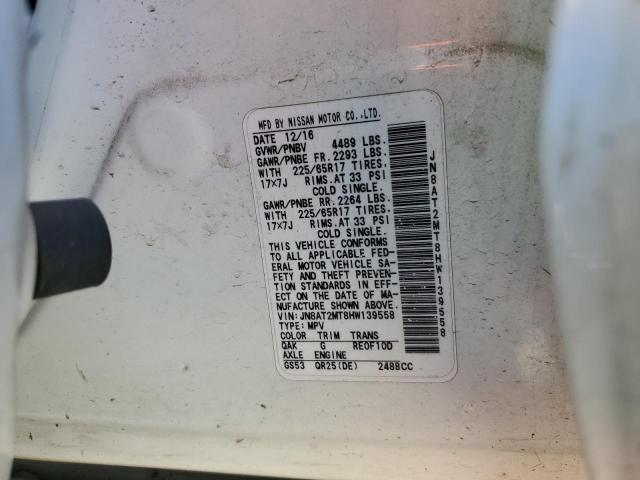 MFD BY NISSAN MOTOR CO.,LTD.
DATE 12/16
GVWR/PNBV 4489 LBS.
GAWR/PNBE FR. 2293 LBS.
WITH 225/65R17 TIRES.
17X7J RIMS.AT 33 PSI
COLD SINGLE.
GAWR/PNBE RR. 2264 LBS.
WITH 225/65R17 TIRES.
17X7J RIMS.AT 33 PSI
COLD SINGLE.
THIS VEHICLE CONFORMS
TO ALL APPLICABLE FED-
ERAL MOTOR VEHICLE SA-
FETY AND THEFT PREVEN-
TION STANDARDS IN EFF-
ECT ON THE DATE OF MA-
NUFACTURE SHOWN ABOVE.
VIN:JN8AT2MT8HW139558
TYPE: MPV
COLOR TRIM TRANS
QAK G RE0F10D
AXLE ENGINE
GS53 QR25(DE) 2488CC
JN8AT2MT8HW139558